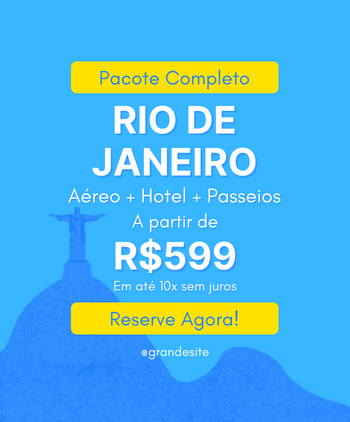 Pacote Completo
RIO DE
JANEIRO
Aéreo + Hotel + Passeios
A partir de
R$599
Em até 10x sem juros
Reserve Agora!
@grandesite